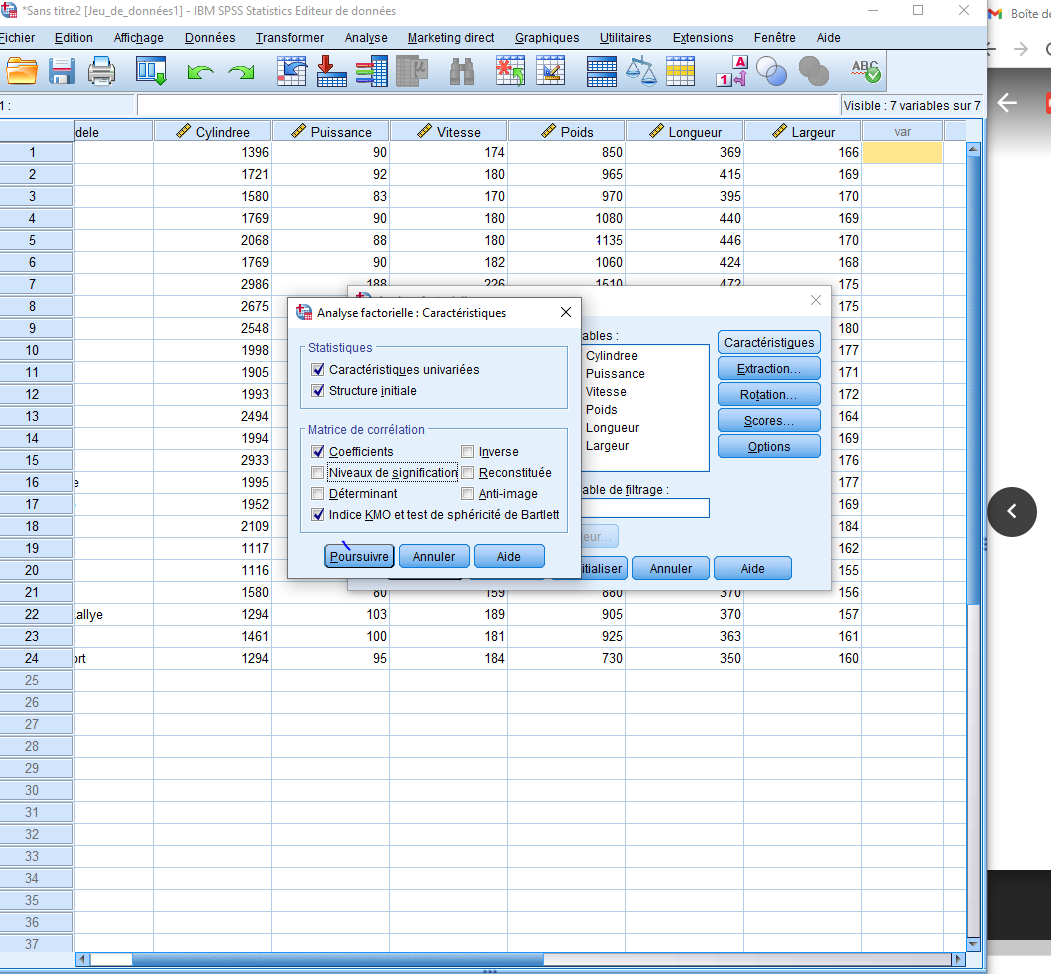 *Sans titre2 [Jeu_de_données1] - IBM SPSS Statistics Editeur de données
Boîte de
Fichier Edition Affichage Données Transformer Analyse Marketing direct Graphiques Utilitaires Extensions Fenêtre Aide
1 A
1
ABC
1 : Visible : 7 variables sur 7
dele Cylindree Puissance Vitesse Poids Longueur Largeur var
1 1396 90 174 850 369 166
2 1721 92 180 965 415 169
3 1580 83 170 970 395 170
4 1769 90 180 1080 440 169
5 2068 88 180 1135 446 170
6 1769 90 182 1060 424 168
7 2986 188 226 1510 472 175
8 2675 175
9 2548 180
10 1998 177
11 1905 171
12 1993 172
13 2494 164
14 1994 169
15 2933 176
16 e 1995 177
17 1952 169
18 2109 184
19 1117 162
20 1116 155
21 1580 80 159 880 370 156
22 .allye 1294 103 189 905 370 157
23 1461 100 181 925 363 161
24 ort 1294 95 184 730 350 160
25
26
27
28
29
30
31
32
33
34
35
36
37
ables :
Cylindree
Puissance
Vitesse
Poids
Longueur
Largeur
able de filtrage :
eur...
itialiser Annuler Aide
Caractéristiques
Extraction...
Rotation...
Scores...
Options
Analyse factorielle : Caractéristiques
Statistiques
Caractéristiques univariées
Structure initiale
Matrice de corrélation
Coefficients Inverse
Niveaux de signification Reconstituée
Déterminant Anti-image
Indice KMO et test de sphéricité de Bartlett
Poursuivre Annuler Aide